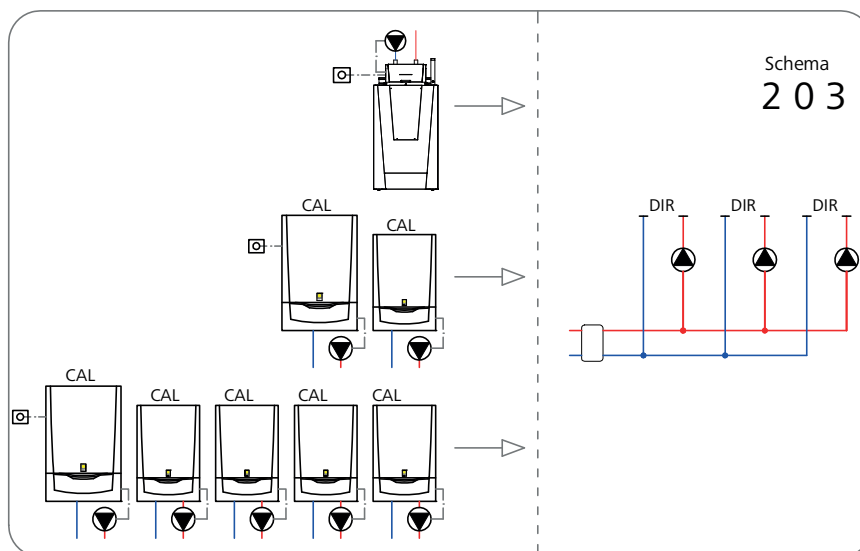 Schema
2 0 3
DIR DIR DIR
CAL
CAL
CAL
CAL CAL CAL CAL